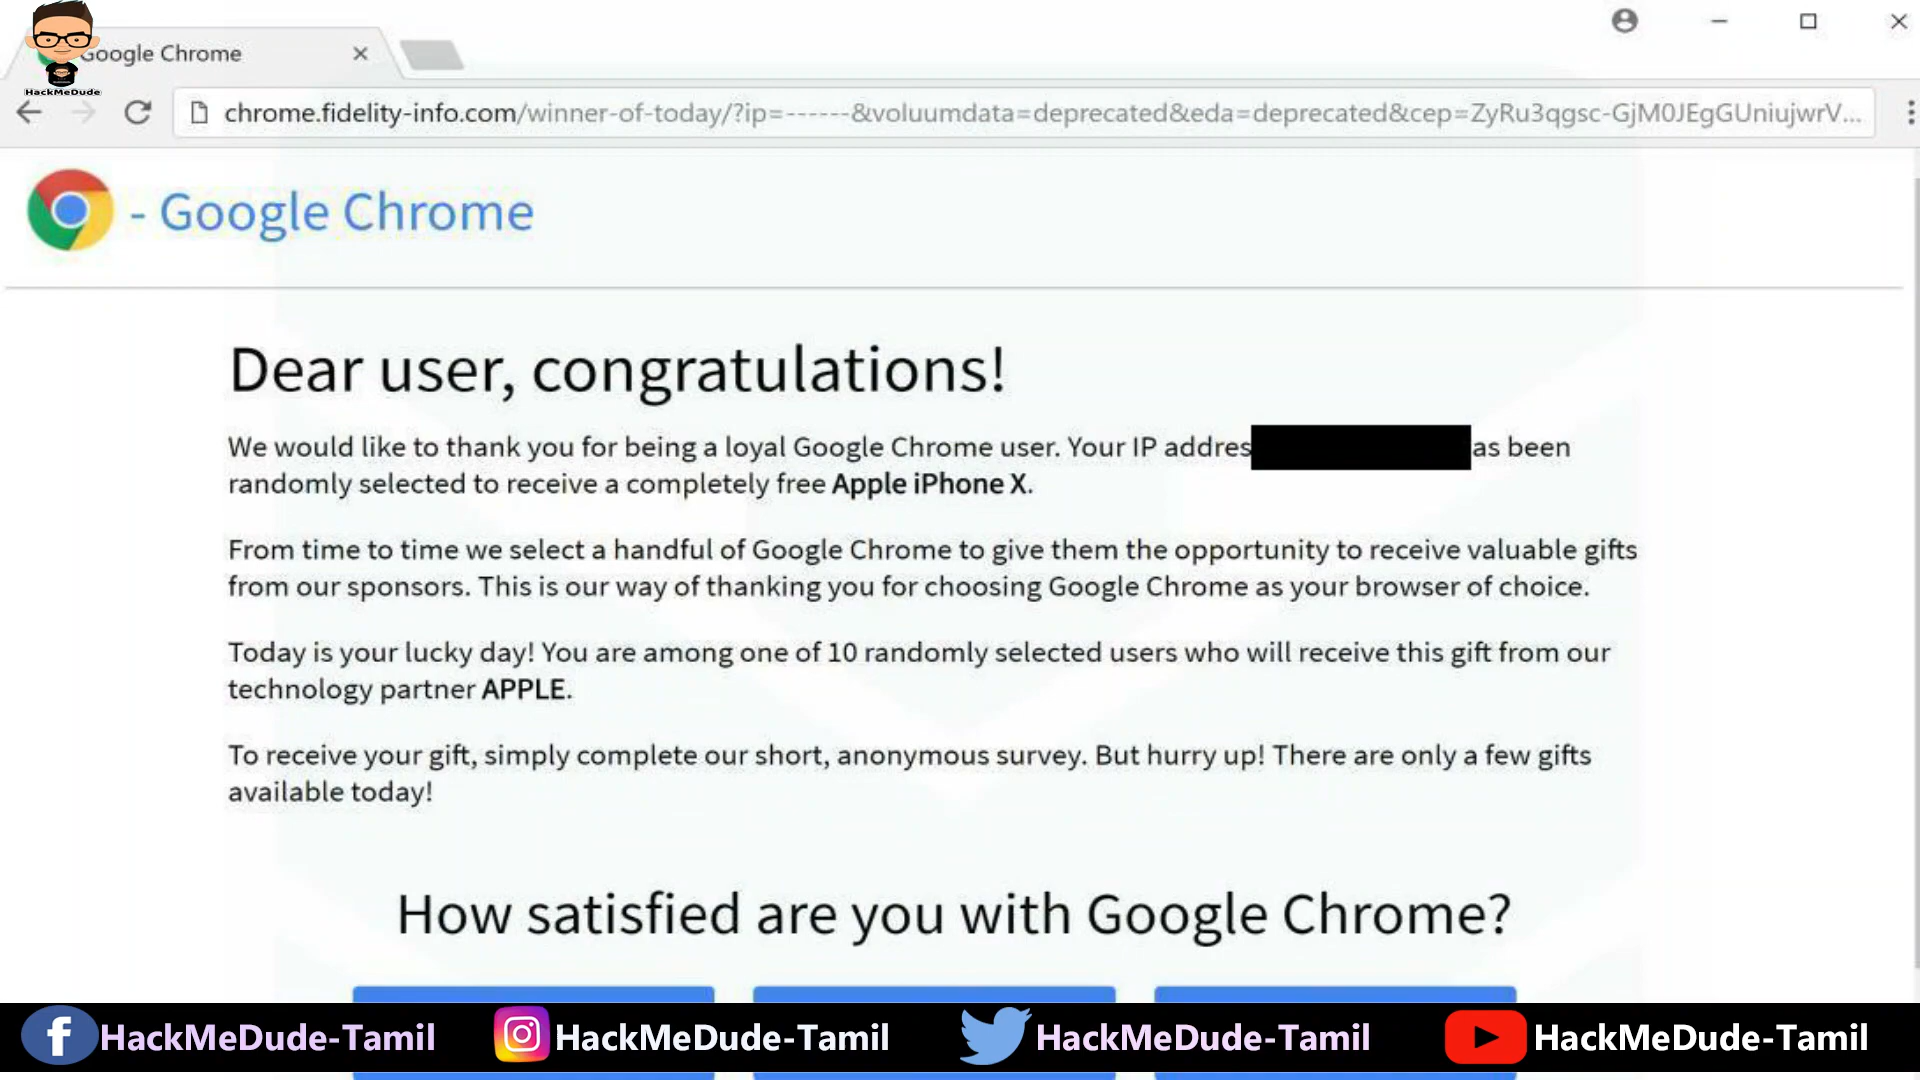 Google Chrome
HackMeDude
chrome.fidelity-info.com/winner-of-today/?ip=------&voluumdata=deprecated&eda=deprecated&cep=ZyRu3qgsc-GjM0JEgGUniujwrV...
- Google Chrome
Dear user, congratulations!
We would like to thank you for being a loyal Google Chrome user. Your IP addres as been
randomly selected to receive a completely free Apple iPhone X.
From time to time we select a handful of Google Chrome to give them the opportunity to receive valuable gifts
from our sponsors. This is our way of thanking you for choosing Google Chrome as your browser of choice.
Today is your lucky day! You are among one of 10 randomly selected users who will receive this gift from our
technology partner APPLE.
To receive your gift, simply complete our short, anonymous survey. But hurry up! There are only a few gifts
available today!
How satisfied are you with Google Chrome?
HackMeDude-Tamil HackMeDude-Tamil HackMeDude-Tamil HackMeDude-Tamil